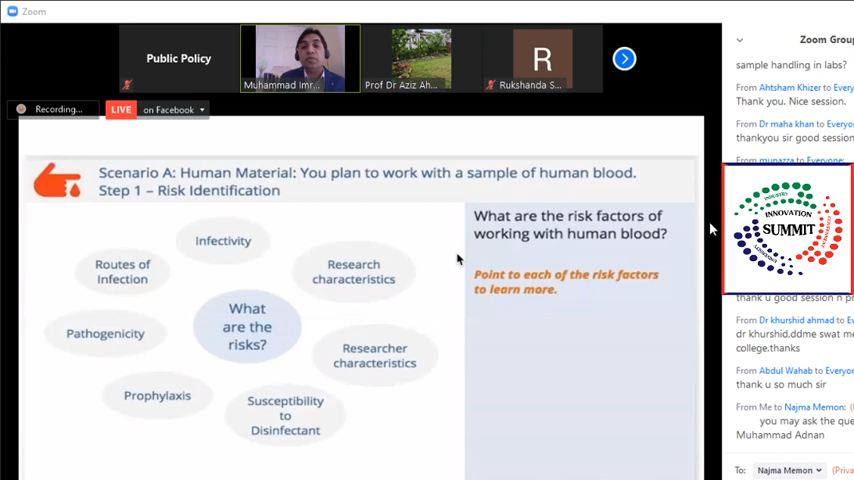 Zoom
Public Policy
Muhammad Imr...
Prof Dr Aziz Ah...
R
Rukshanda S...
Recording...
LIVE on Facebook
Scenario A: Human Material: You plan to work with a sample of human blood.
Step 1 – Risk Identification
Infectivity
Routes of
Infection
Research
characteristics
What
are the
risks?
Pathogenicity
Researcher
characteristics
Prophylaxis
Susceptibility
to
Disinfectant
What are the risk factors of
working with human blood?
Point to each of the risk factors
to learn more.
Zoom Group
sample handling in labs?
From Ahtsham Khizer to Every
Thank you. Nice session.
From Dr maha khan to Everyon
thankyou sir good session
From munazza to Everyone:
INDUSTRY
INNOVATION
SUMMIT
GOVERNMENT
UNIVERSITY
thank u good session n p
From Dr khurshid ahmad to Ev
dr khurshid,ddme swat me
college.thanks
From Abdul Wahab to Everyon
thank u so much sir
From Me to Najma Memon: (
you may ask the que
Muhammad Adnan
To: Najma Memon (Priva